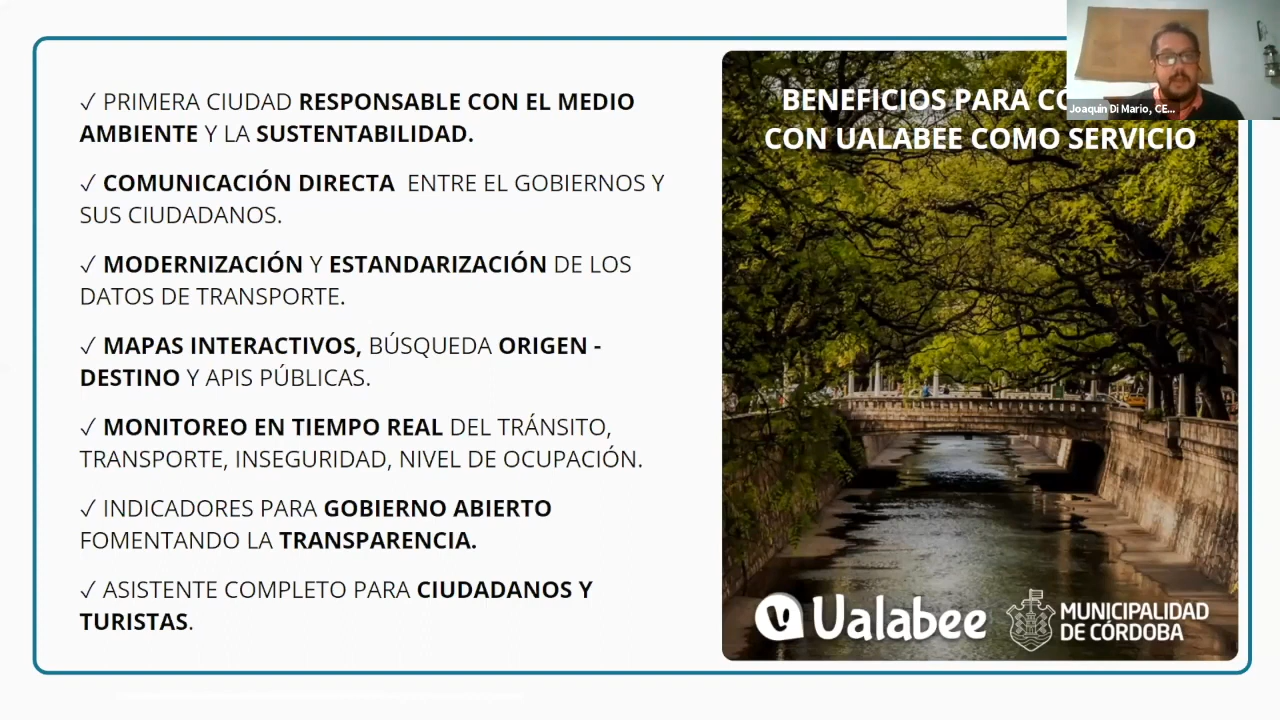 ✓ PRIMERA CIUDAD RESPONSABLE CON EL MEDIO
AMBIENTE Y LA SUSTENTABILIDAD.
✓ COMUNICACIÓN DIRECTA ENTRE EL GOBIERNOS Y
SUS CIUDADANOS.
✓ MODERNIZACIÓN Y ESTANDARIZACIÓN DE LOS
DATOS DE TRANSPORTE.
✓ MAPAS INTERACTIVOS, BÚSQUEDA ORIGEN -
DESTINO Y APIS PÚBLICAS.
✓ MONITOREO EN TIEMPO REAL DEL TRÁNSITO,
TRANSPORTE, INSEGURIDAD, NIVEL DE OCUPACIÓN.
✓ INDICADORES PARA GOBIERNO ABIERTO
FOMENTANDO LA TRANSPARENCIA.
✓ ASISTENTE COMPLETO PARA CIUDADANOS Y
TURISTAS.
BENEFICIOS PARA
CON UALABEE COMO SERVICIO
Joaquin Di Mario, CE...
Ualabee
MUNICIPALIDAD
DE CÓRDOBA